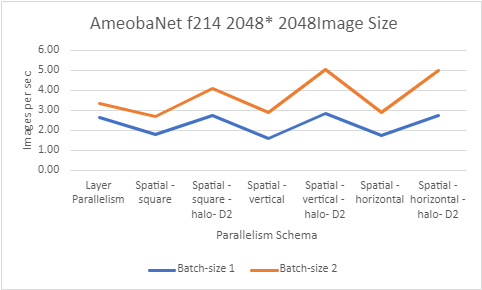 AmeobaNet f214 2048* 2048Image Size
6.00
5.00
4.00
3.00
2.00
1.00
0.00
Images per sec
Layer
Parallelism
Spatial -
square
Spatial -
square -
halo- D2
Spatial -
vertical
Spatial -
vertical -
halo- D2
Spatial -
horizontal
Spatial -
horizontal -
halo- D2
Parallelism Schema
Batch-size 1
Batch-size 2